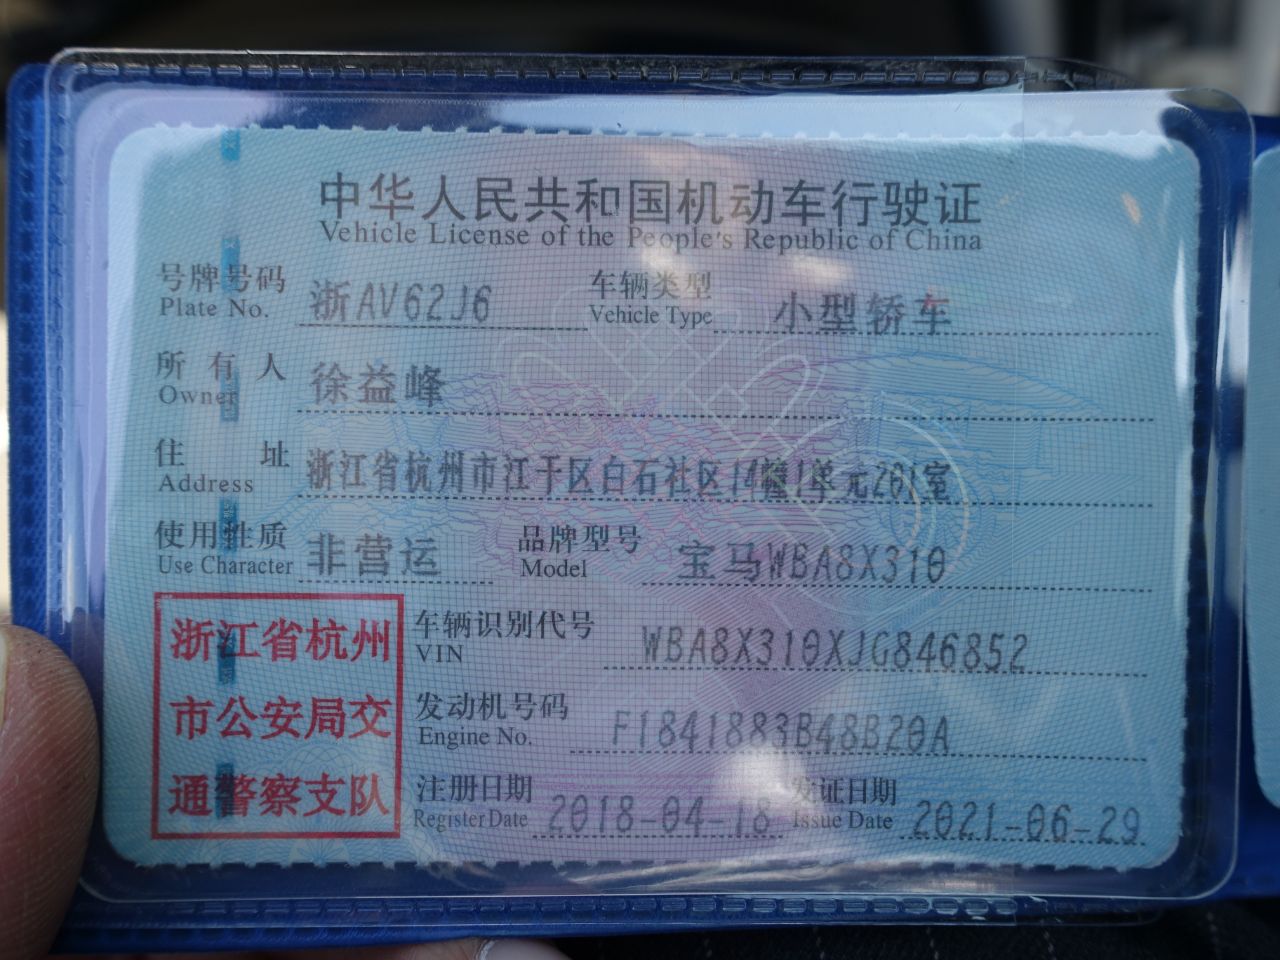 中华人民共和国机动车行驶证
Vehicle License of the People's Republic of China
号牌号码 浙AV62J6 车辆类型 小型轿车
Plate No. Vehicle Type
所有人 徐益峰
Owner
住址 浙江省杭州市江干区白石社区14幢1单元201室
Address
使用性质 非营运 品牌型号 宝马WBA8X310
Use Character Model
浙江省杭州
市公安局交
通警察支队
车辆识别代号 WBA8X310XJG846852
VIN
发动机号码 F1841883B48B20A
Engine No.
注册日期 2018-04-18 发证日期 2021-06-29
Register Date Issue Date